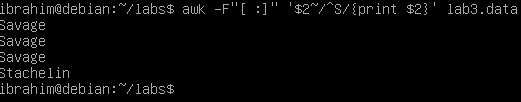 ibrahim@debian:~/labs$ awk -F"[ :]" '$2~/^S/{print $2}' lab3.data
Savage
Savage
Savage
Stachelin
ibrahim@debian:~/labs$